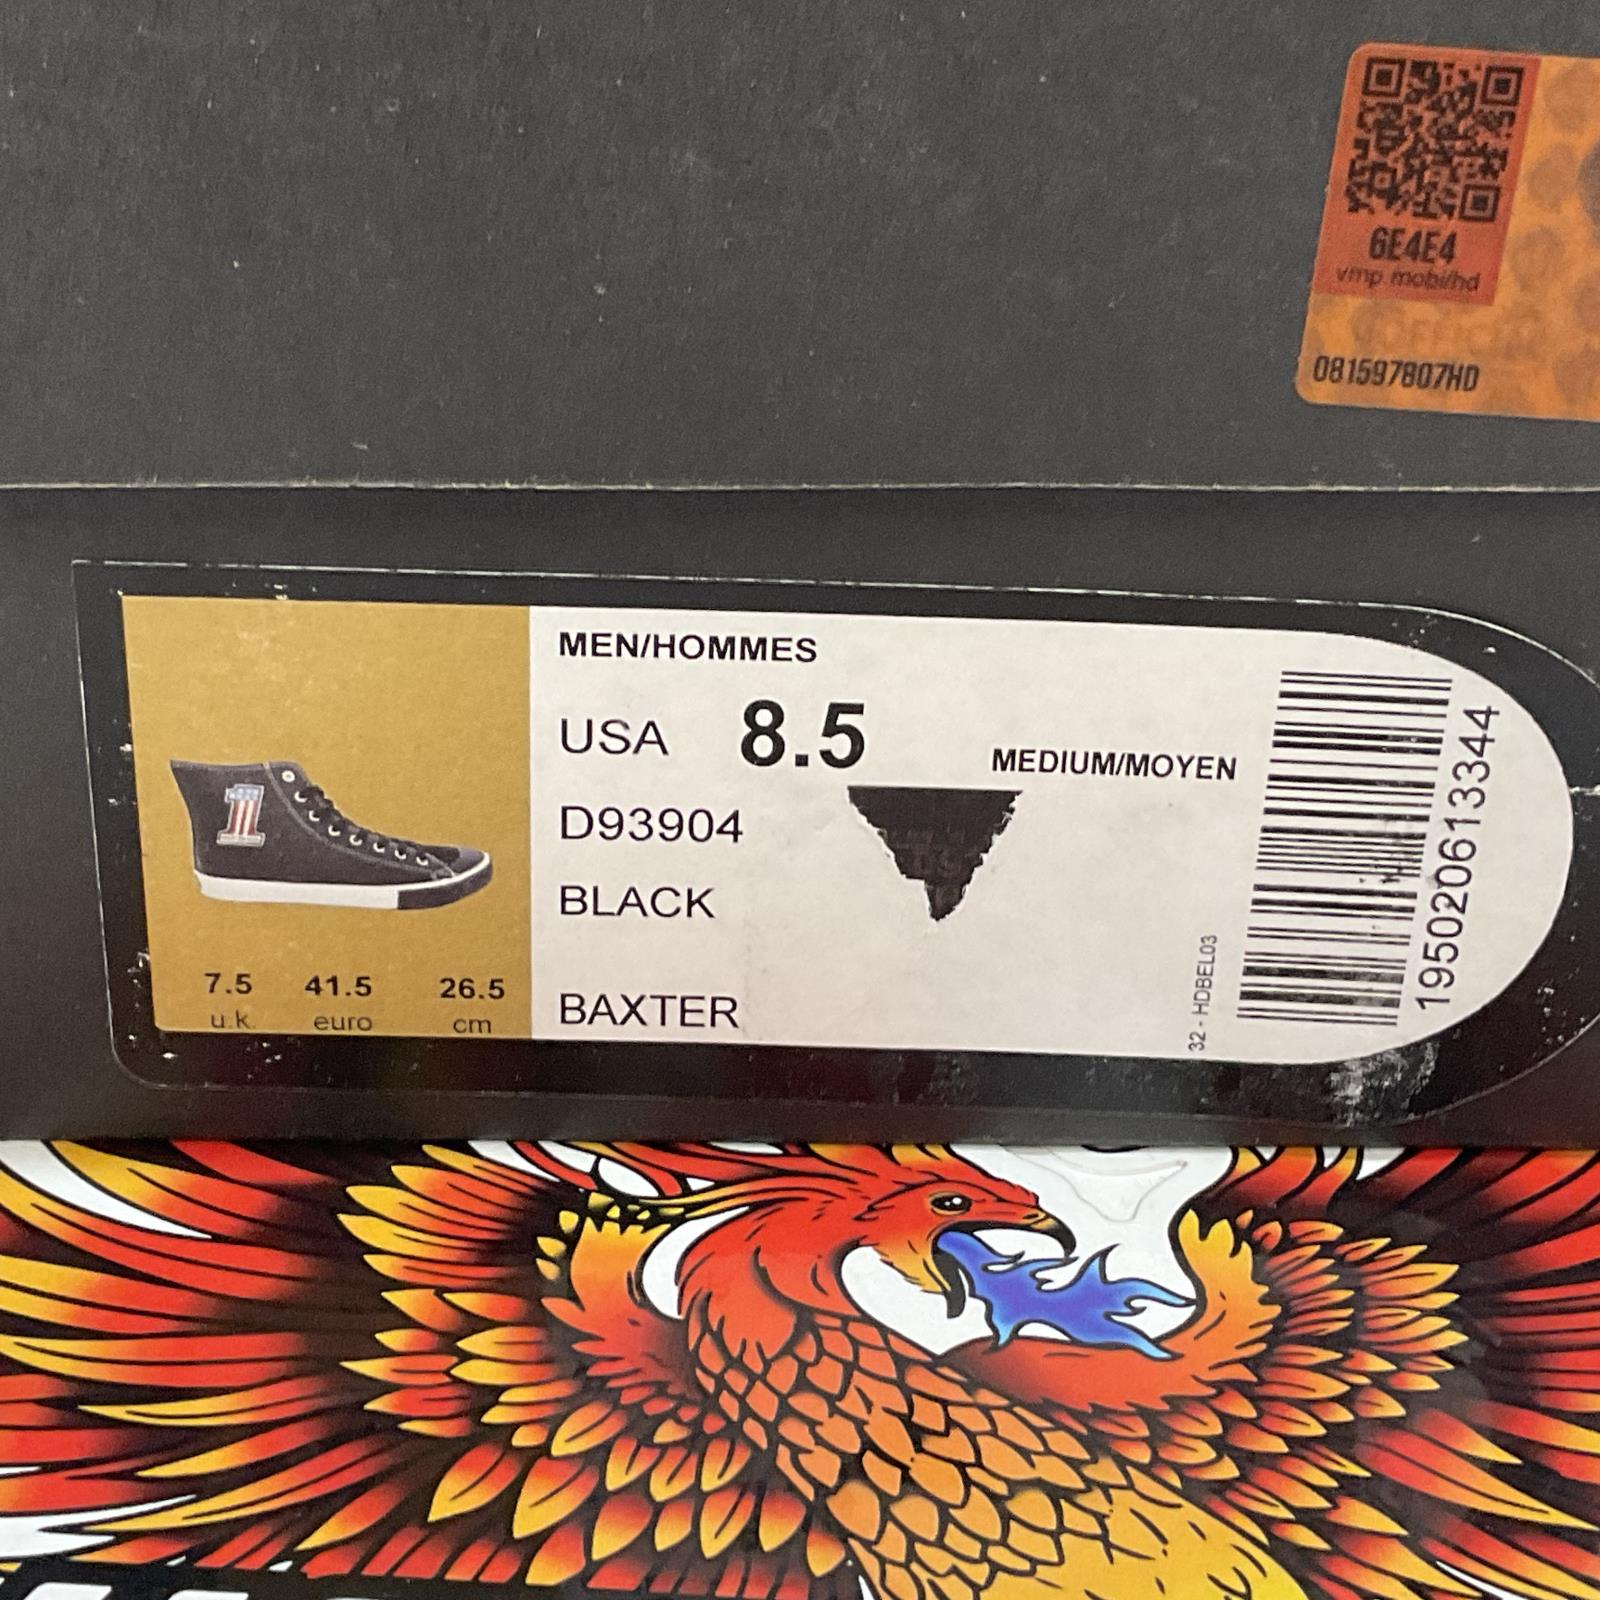 6E4E4
vmp.mobi/hd
081597807HD
MEN/HOMMES
USA 8.5
MEDIUM/MOYEN
D93904
BLACK
BAXTER
7.5 41.5 26.5
u.k. euro cm
32 - HDBEL03
195020613344
1